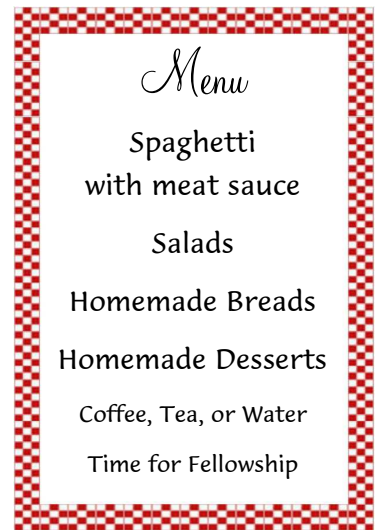 Menu
Spaghetti
with meat sauce
Salads
Homemade Breads
Homemade Desserts
Coffee, Tea, or Water
Time for Fellowship